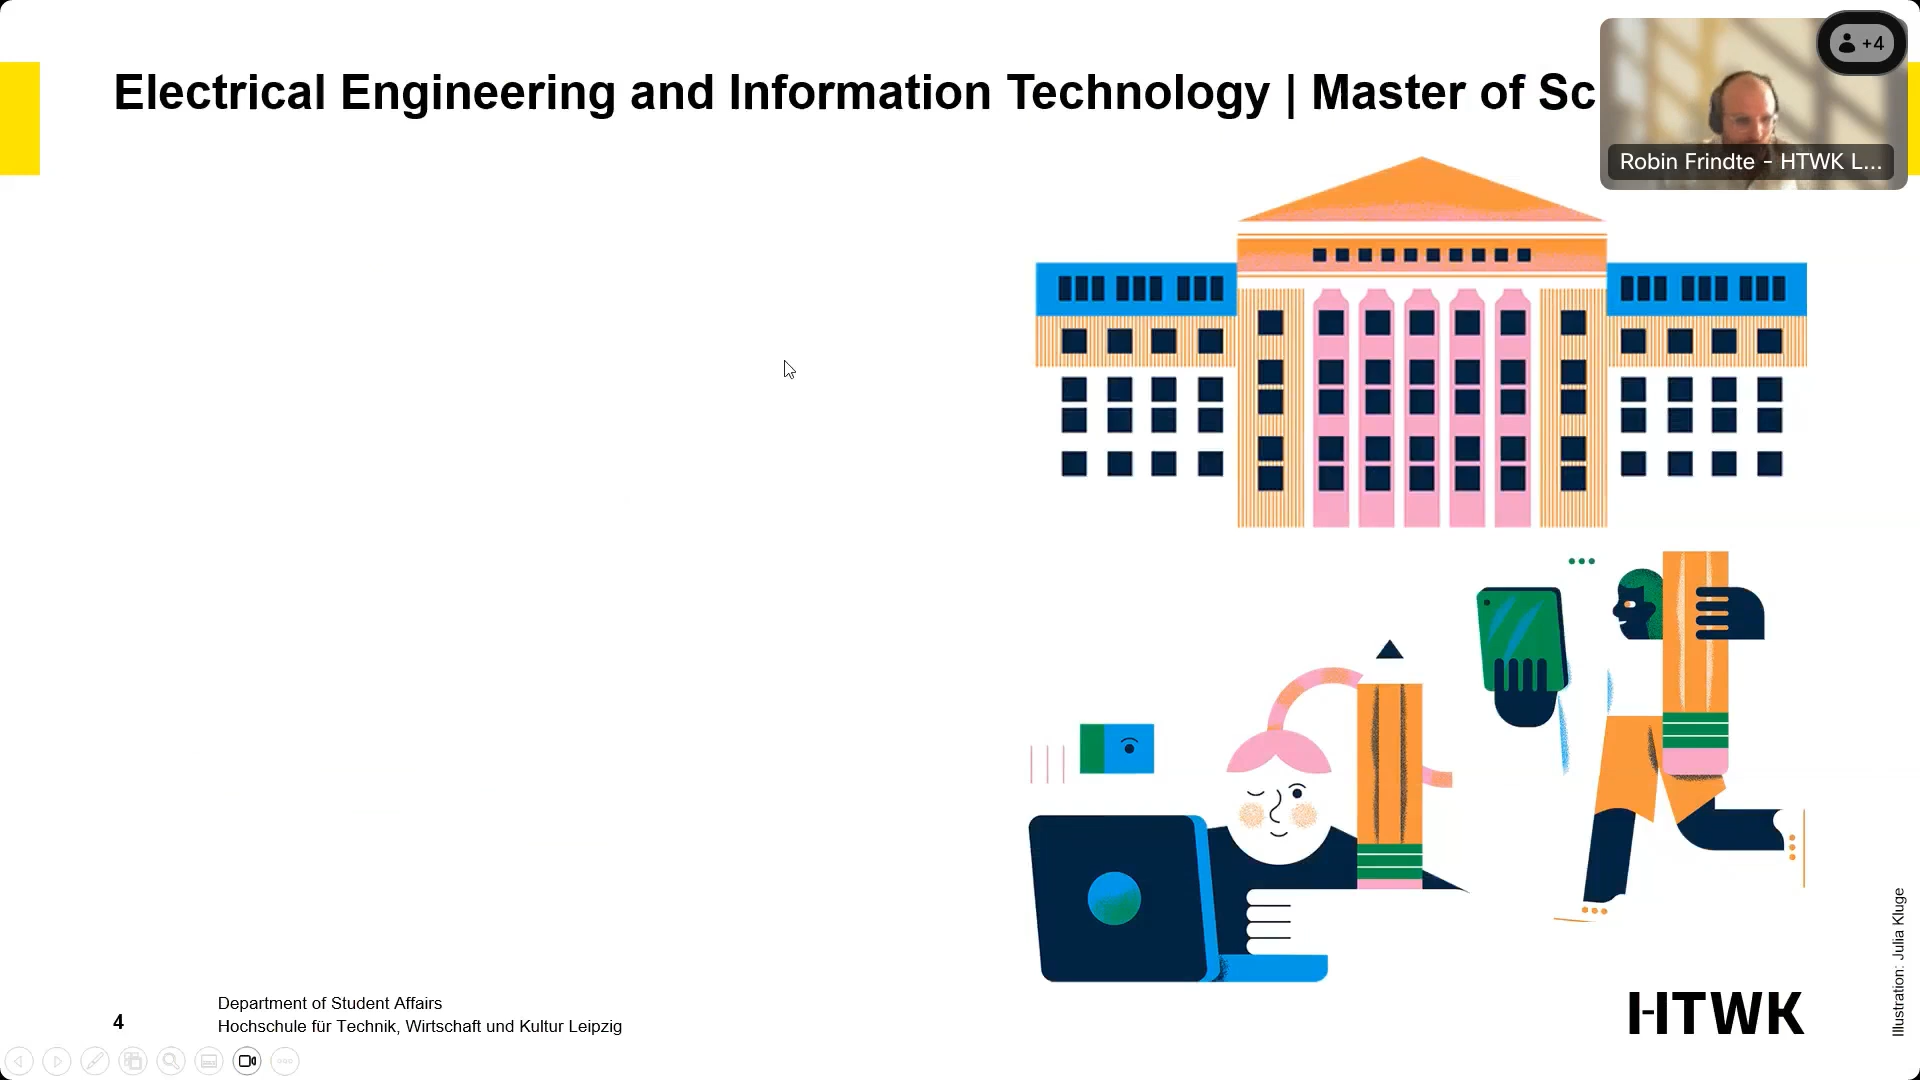 Electrical Engineering and Information Technology | Master of Sc
+4
Robin Frindte - HTWK L...
Illustration: Julia Kluge
Department of Student Affairs
4
Hochschule für Technik, Wirtschaft und Kultur Leipzig
HTWK